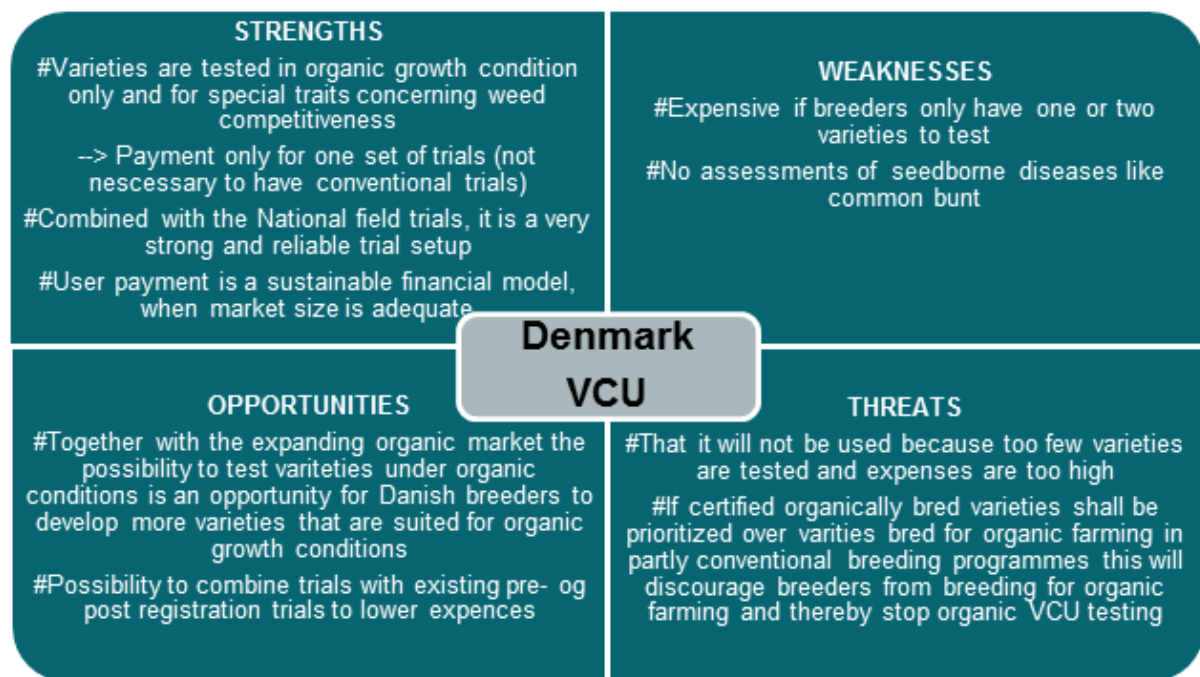 STRENGTHS
#Varieties are tested in organic growth condition
only and for special traits concerning weed
competitiveness
--> Payment only for one set of trials (not
nescessary to have conventional trials)
#Combined with the National field trials, it is a very
strong and reliable trial setup
#User payment is a sustainable financial model,
when market size is adequate
WEAKNESSES
#Expensive if breeders only have one or two
varieties to test
#No assessments of seedborne diseases like
common bunt
Denmark
VCU
OPPORTUNITIES
#Together with the expanding organic market the
possibility to test variteties under organic
conditions is an opportunity for Danish breeders to
develop more varieties that are suited for organic
growth conditions
#Possibility to combine trials with existing pre- og
post registration trials to lower expences
THREATS
#That it will not be used because too few varieties
are tested and expenses are too high
#If certified organically bred varieties shall be
prioritized over varities bred for organic farming in
partly conventional breeding programmes this will
discourage breeders from breeding for organic
farming and thereby stop organic VCU testing